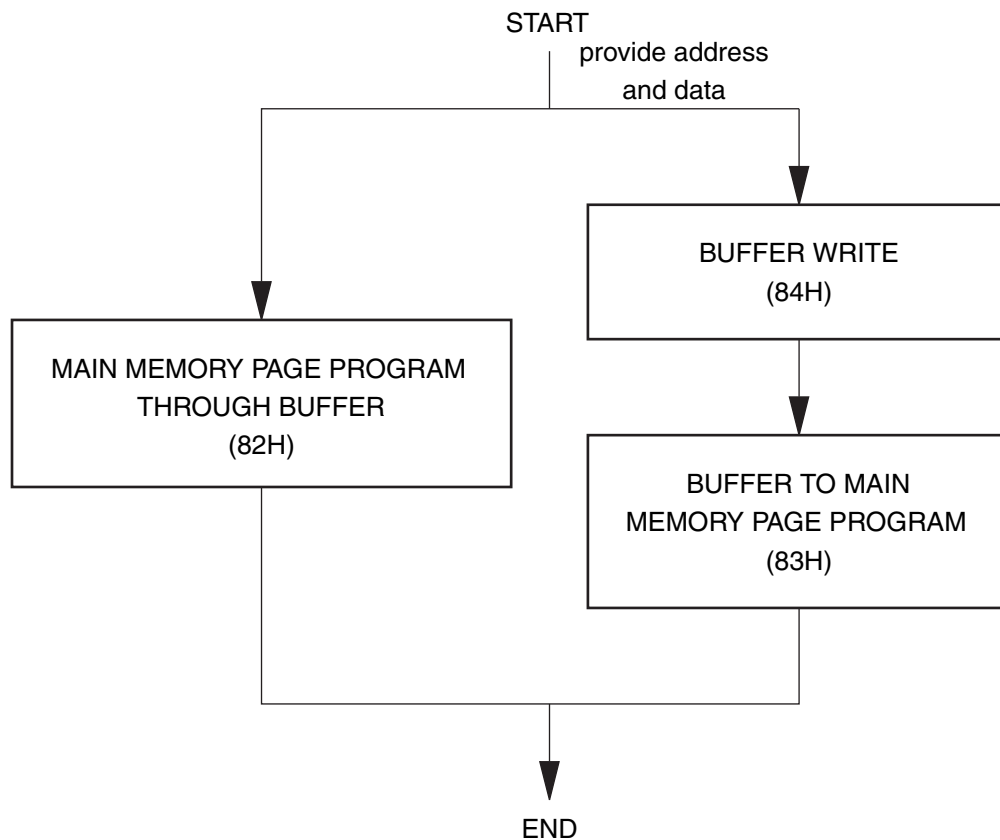 START
provide address
and data
BUFFER WRITE
(84H)
MAIN MEMORY PAGE PROGRAM
THROUGH BUFFER
(82H)
BUFFER TO MAIN
MEMORY PAGE PROGRAM
(83H)
END